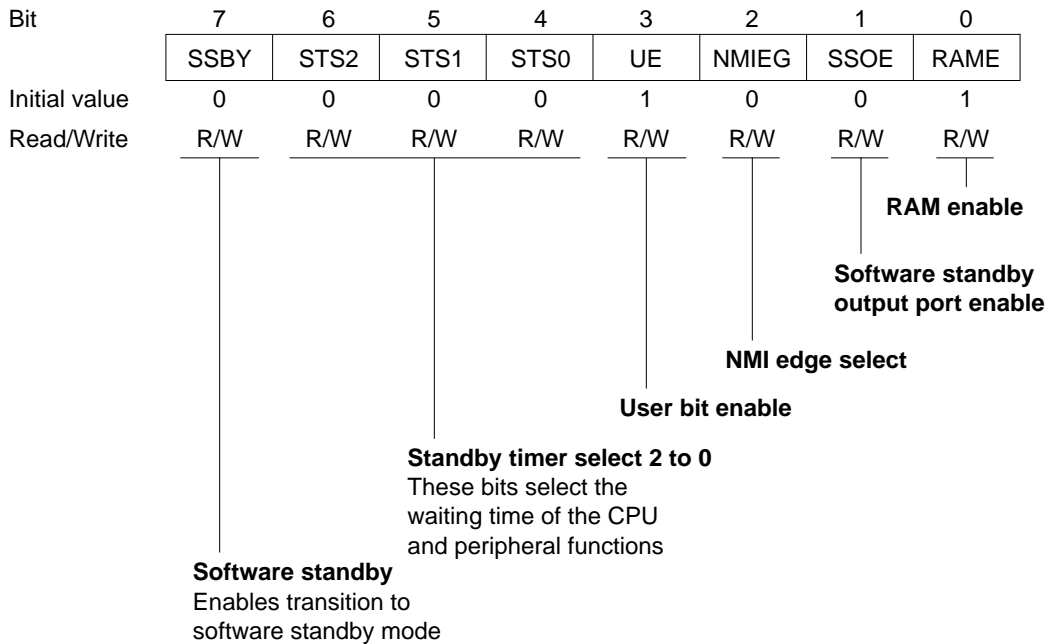 Bit 7 6 5 4 3 2 1 0
SSBY STS2 STS1 STS0 UE NMIEG SSOE RAME
Initial value 0 0 0 0 1 0 0 1
Read/Write R/W R/W R/W R/W R/W R/W R/W R/W
RAM enable
Software standby
output port enable
NMI edge select
User bit enable
Standby timer select 2 to 0
These bits select the
waiting time of the CPU
and peripheral functions
Software standby
Enables transition to
software standby mode